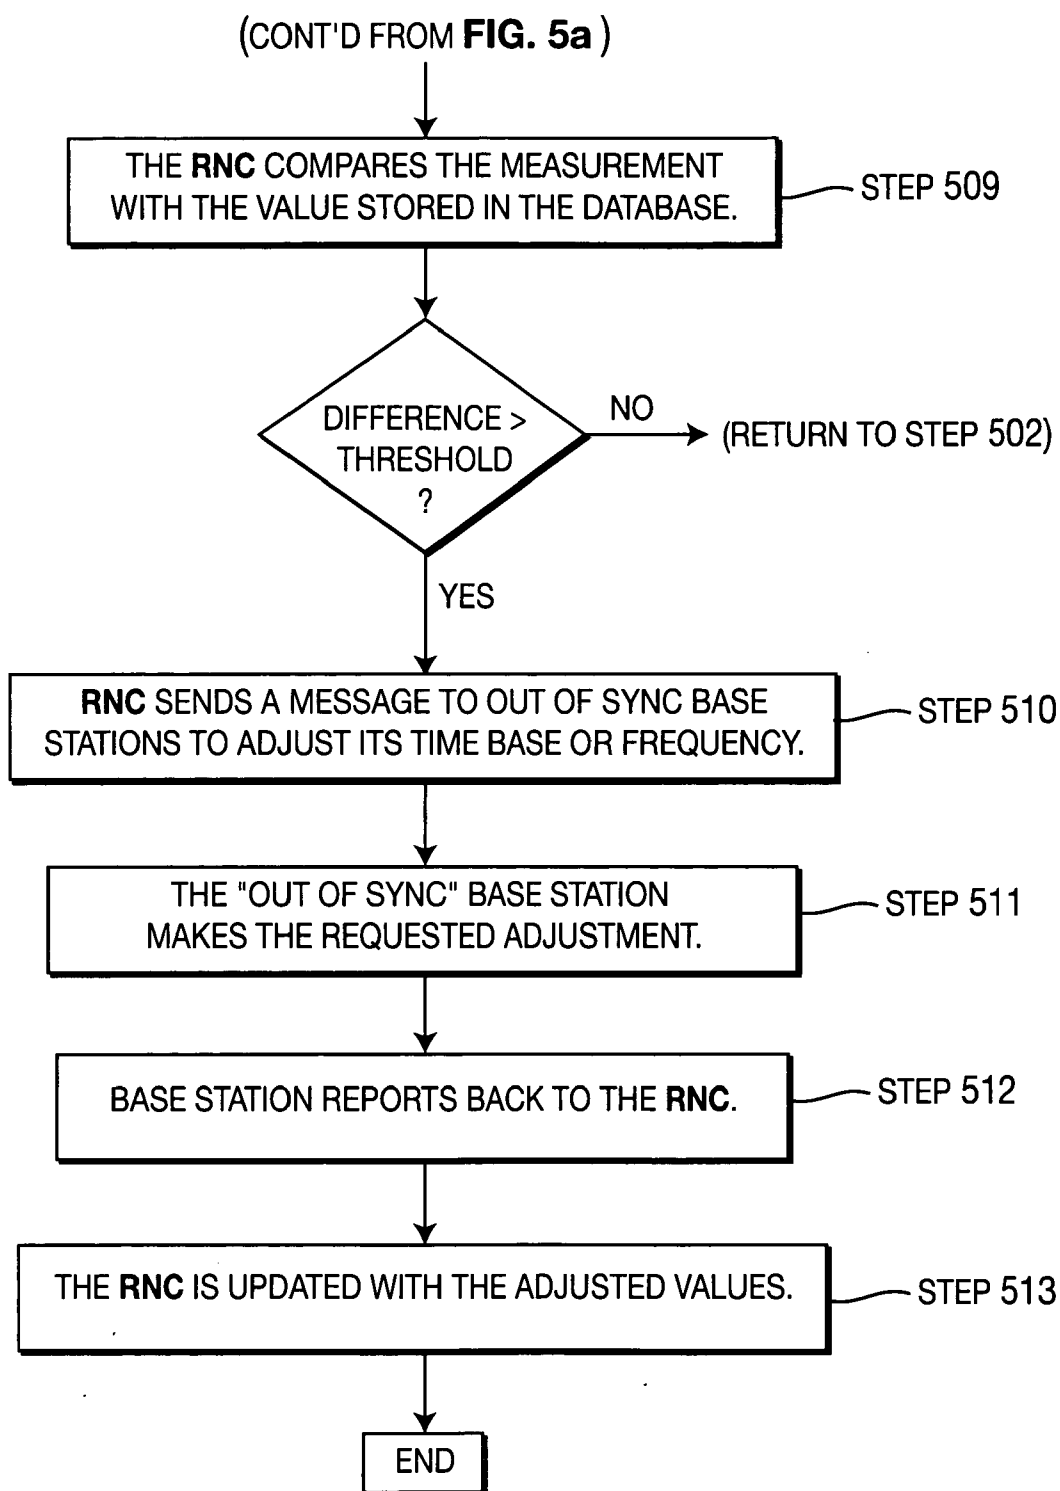 (CONT'D FROM FIG. 5a)
THE RNC COMPARES THE MEASUREMENT
WITH THE VALUE STORED IN THE DATABASE.
STEP 509
DIFFERENCE >
THRESHOLD
?
NO
(RETURN TO STEP 502)
YES
RNC SENDS A MESSAGE TO OUT OF SYNC BASE
STATIONS TO ADJUST ITS TIME BASE OR FREQUENCY.
STEP 510
THE "OUT OF SYNC" BASE STATION
MAKES THE REQUESTED ADJUSTMENT.
STEP 511
BASE STATION REPORTS BACK TO THE RNC.
STEP 512
THE RNC IS UPDATED WITH THE ADJUSTED VALUES.
STEP 513
END